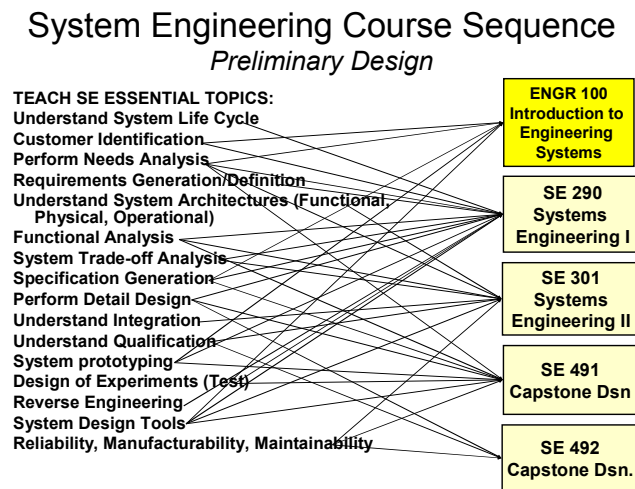 System Engineering Course Sequence
Preliminary Design
TEACH SE ESSENTIAL TOPICS:
Understand System Life Cycle
Customer Identification
Perform Needs Analysis
Requirements Generation/Definition
Understand System Architectures (Functional,
Physical, Operational)
Functional Analysis
System Trade-off Analysis
Specification Generation
Perform Detail Design
Understand Integration
Understand Qualification
System prototyping
Design of Experiments (Test)
Reverse Engineering
System Design Tools
Reliability, Manufacturability, Maintainability
ENGR 100
Introduction to
Engineering
Systems
SE 290
Systems
Engineering I
SE 301
Systems
Engineering II
SE 491
Capstone Dsn
SE 492
Capstone Dsn.